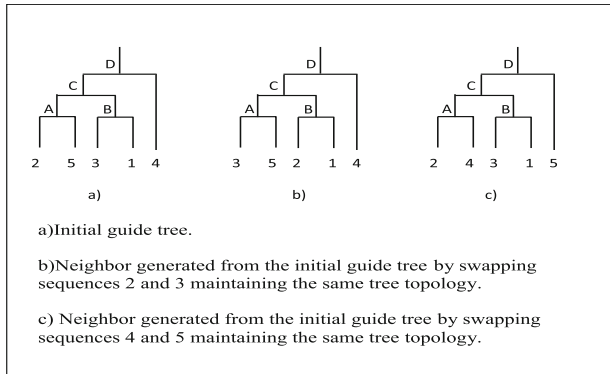 D D D
C C C
A B A B A B
2 5 3 1 4 3 5 2 1 4 2 4 3 1 5
a) b) c)
a)Initial guide tree.
b)Neighbor generated from the initial guide tree by swapping
sequences 2 and 3 maintaining the same tree topology.
c) Neighbor generated from the initial guide tree by swapping
sequences 4 and 5 maintaining the same tree topology.